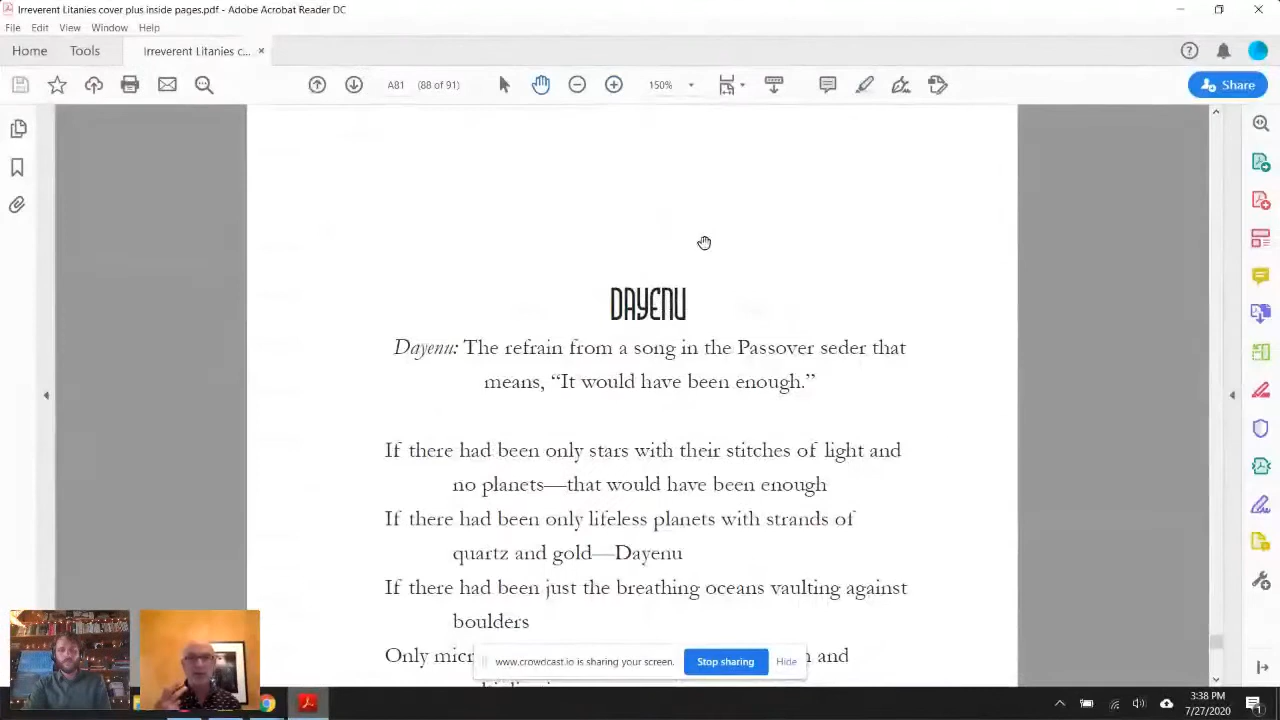 Irreverent Litanies cover plus inside pages.pdf - Adobe Acrobat Reader DC
File Edit View Window Help
Home Tools Irreverent Litanies c... ×
A81 (88 of 91) 150% Share
DAYENU
Dayenu: The refrain from a song in the Passover seder that
means, “It would have been enough.”
If there had been only stars with their stitches of light and
no planets—that would have been enough
If there had been only lifeless planets with strands of
quartz and gold—Dayenu
If there had been just the breathing oceans vaulting against
boulders
Only and
www.crowdcast.io is sharing your screen. Stop sharing Hide
3:38 PM
7/27/2020